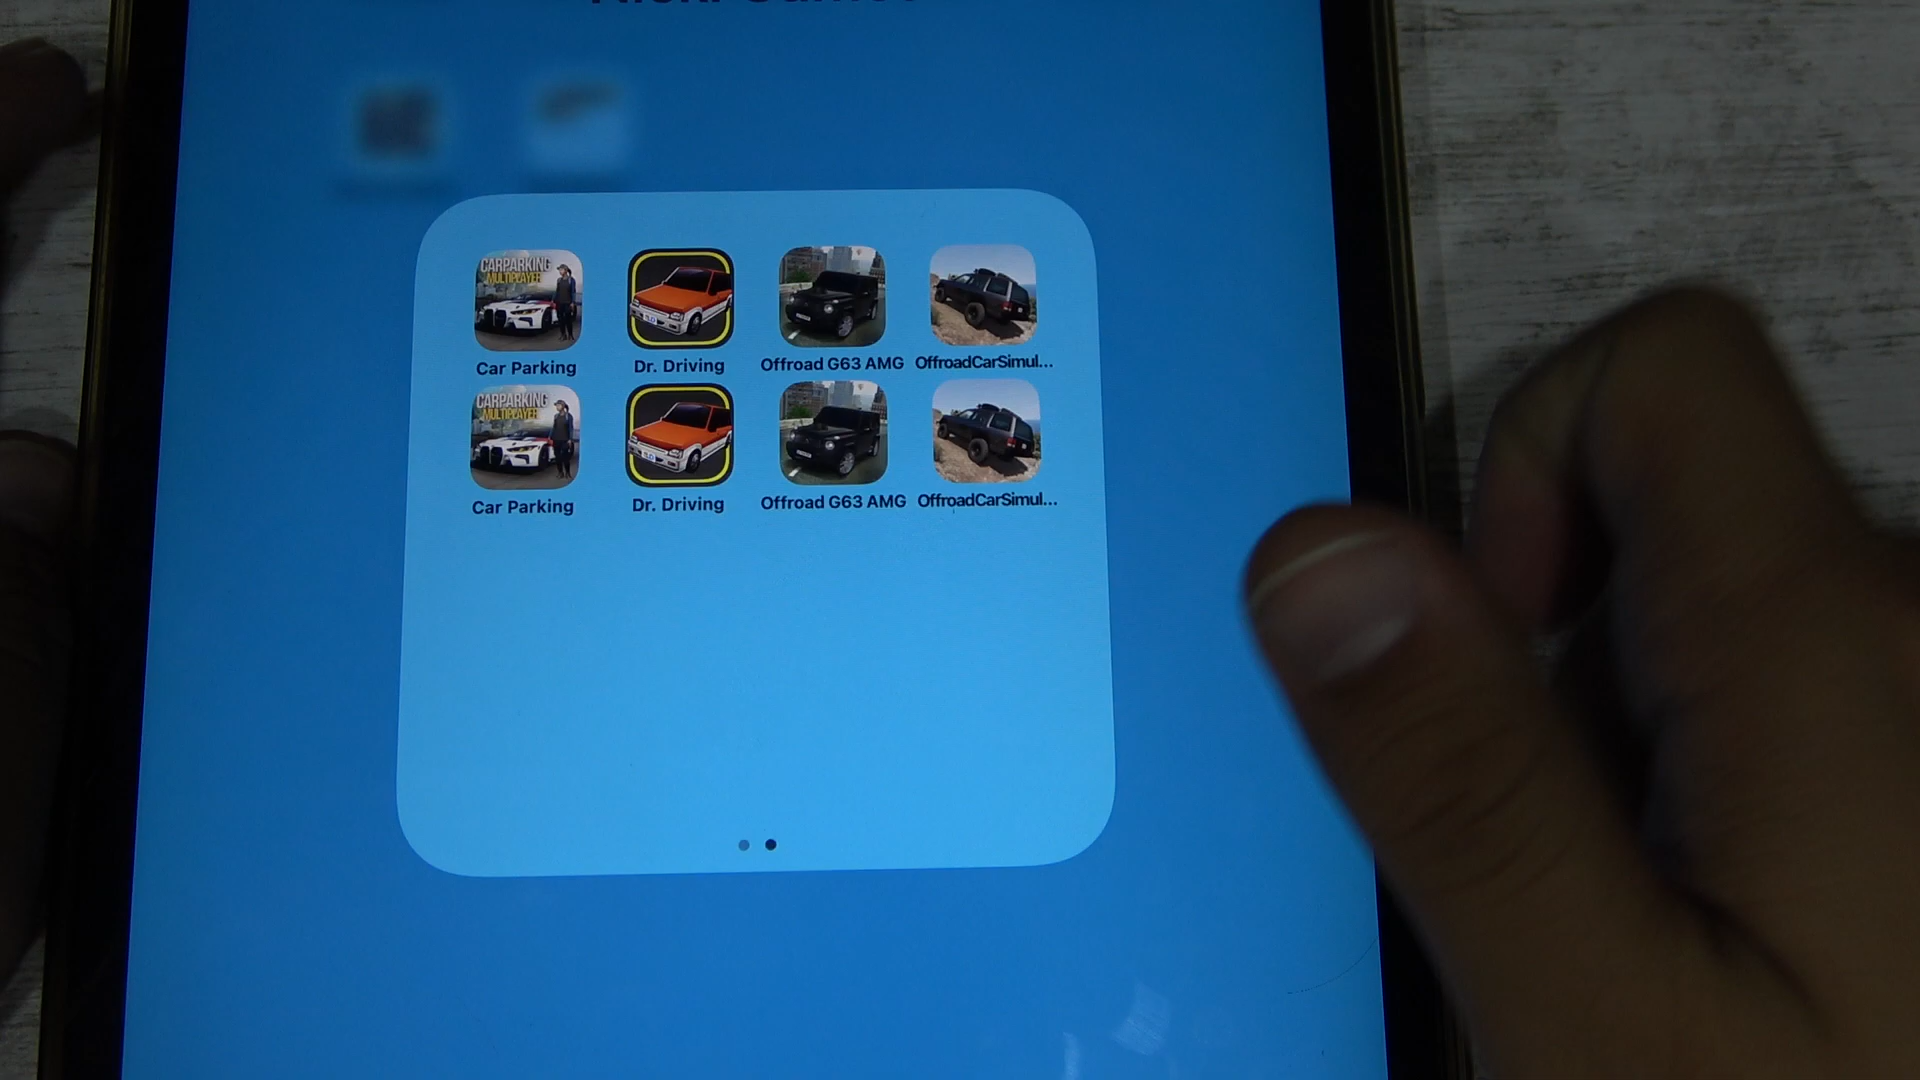 CARPARKING
MULTIPLAYER
Car Parking
Dr. Driving
Offroad G63 AMG
OffroadCarSimul...
CARPARKING
MULTIPLAYER
Car Parking
Dr. Driving
Offroad G63 AMG
OffroadCarSimul...